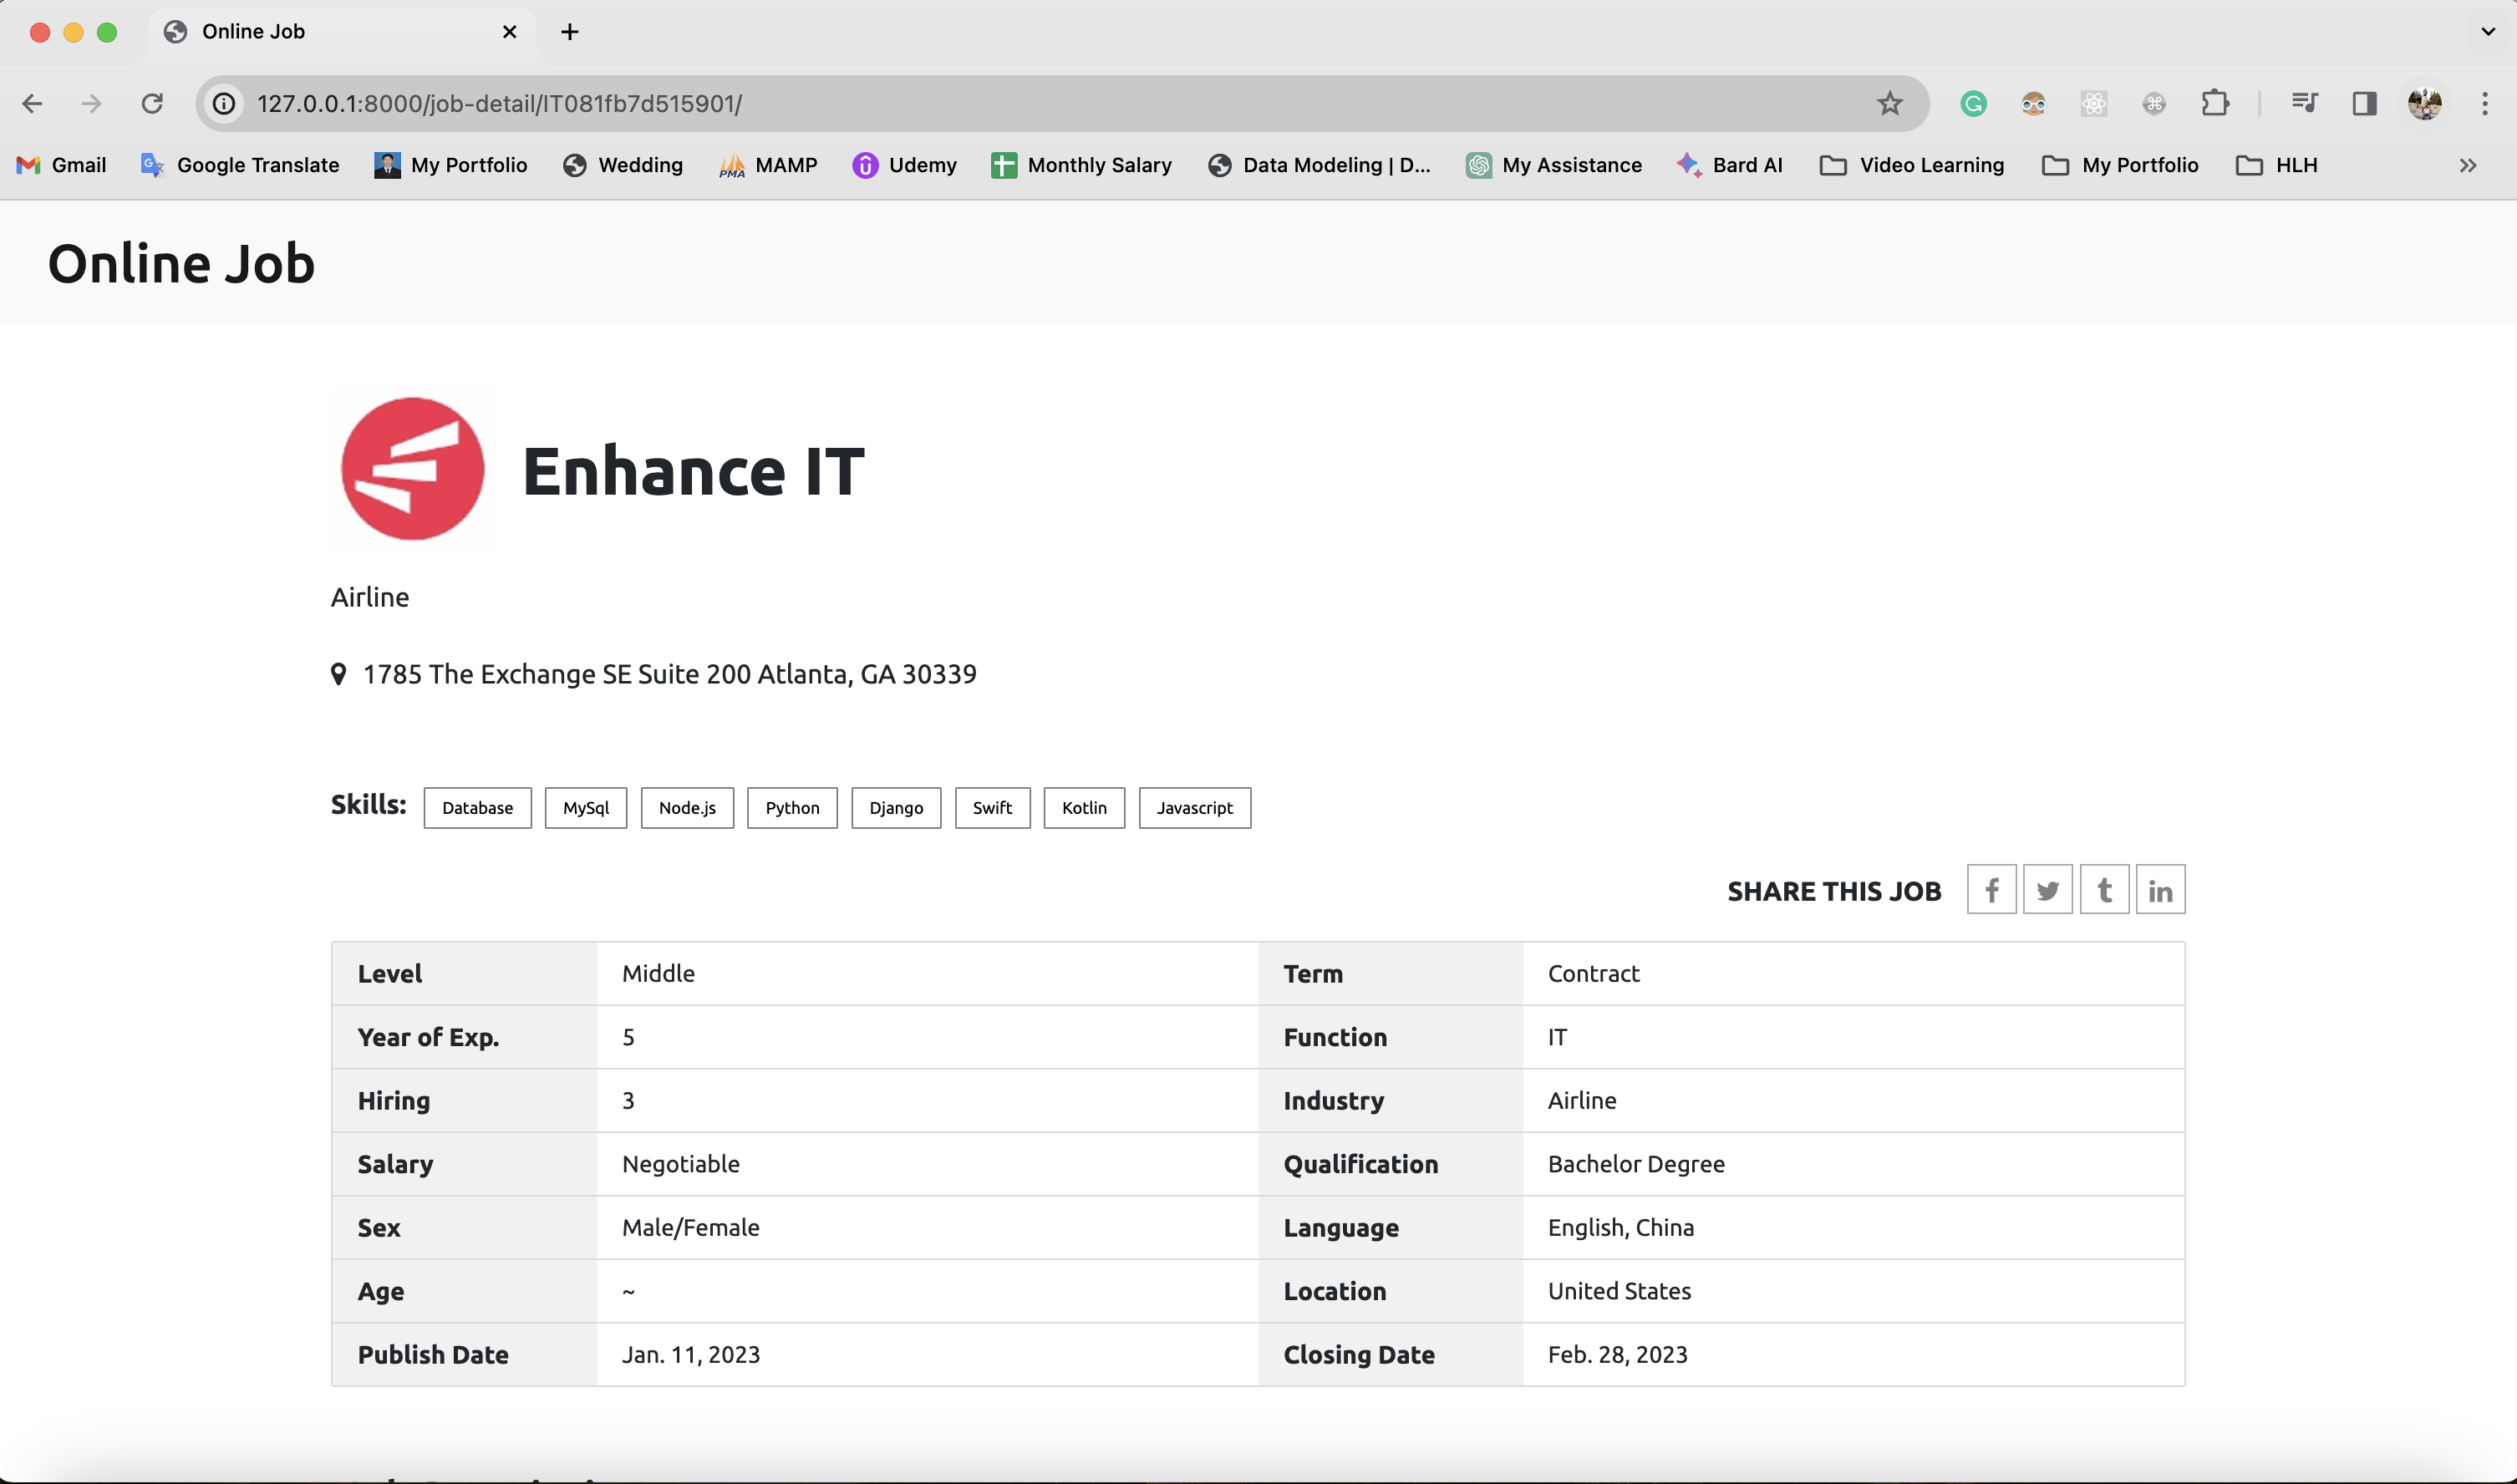 Online Job
127.0.0.1:8000/job-detail/IT081fb7d515901/
Gmail Google Translate My Portfolio Wedding PMA MAMP Udemy Monthly Salary Data Modeling | D... My Assistance Bard AI Video Learning My Portfolio HLH
Online Job
Enhance IT
Airline
1785 The Exchange SE Suite 200 Atlanta, GA 30339
Skills: Database MySql Node.js Python Django Swift Kotlin Javascript
SHARE THIS JOB
Level Middle Term Contract
Year of Exp. 5 Function IT
Hiring 3 Industry Airline
Salary Negotiable Qualification Bachelor Degree
Sex Male/Female Language English, China
Age ~ Location United States
Publish Date Jan. 11, 2023 Closing Date Feb. 28, 2023